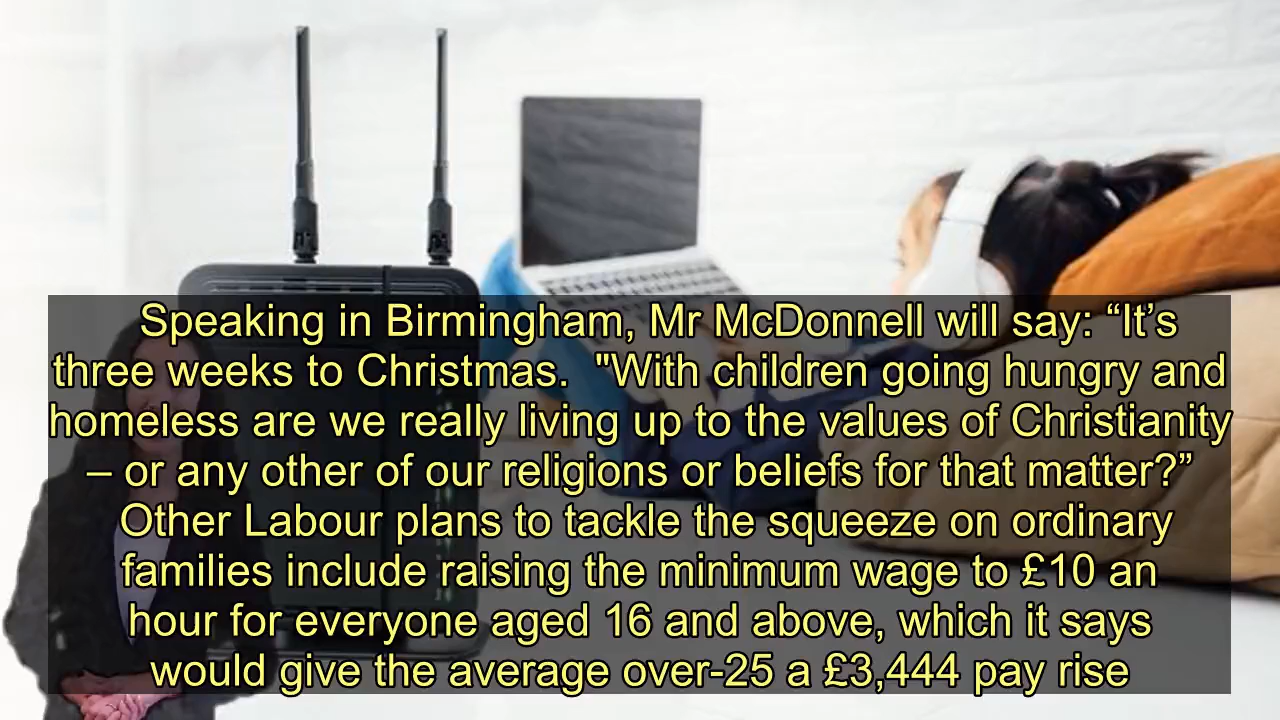 Speaking in Birmingham, Mr McDonnell will say: “It’s
three weeks to Christmas.  "With children going hungry and
homeless are we really living up to the values of Christianity
– or any other of our religions or beliefs for that matter?”
Other Labour plans to tackle the squeeze on ordinary
families include raising the minimum wage to £10 an
hour for everyone aged 16 and above, which it says
would give the average over-25 a £3,444 pay rise